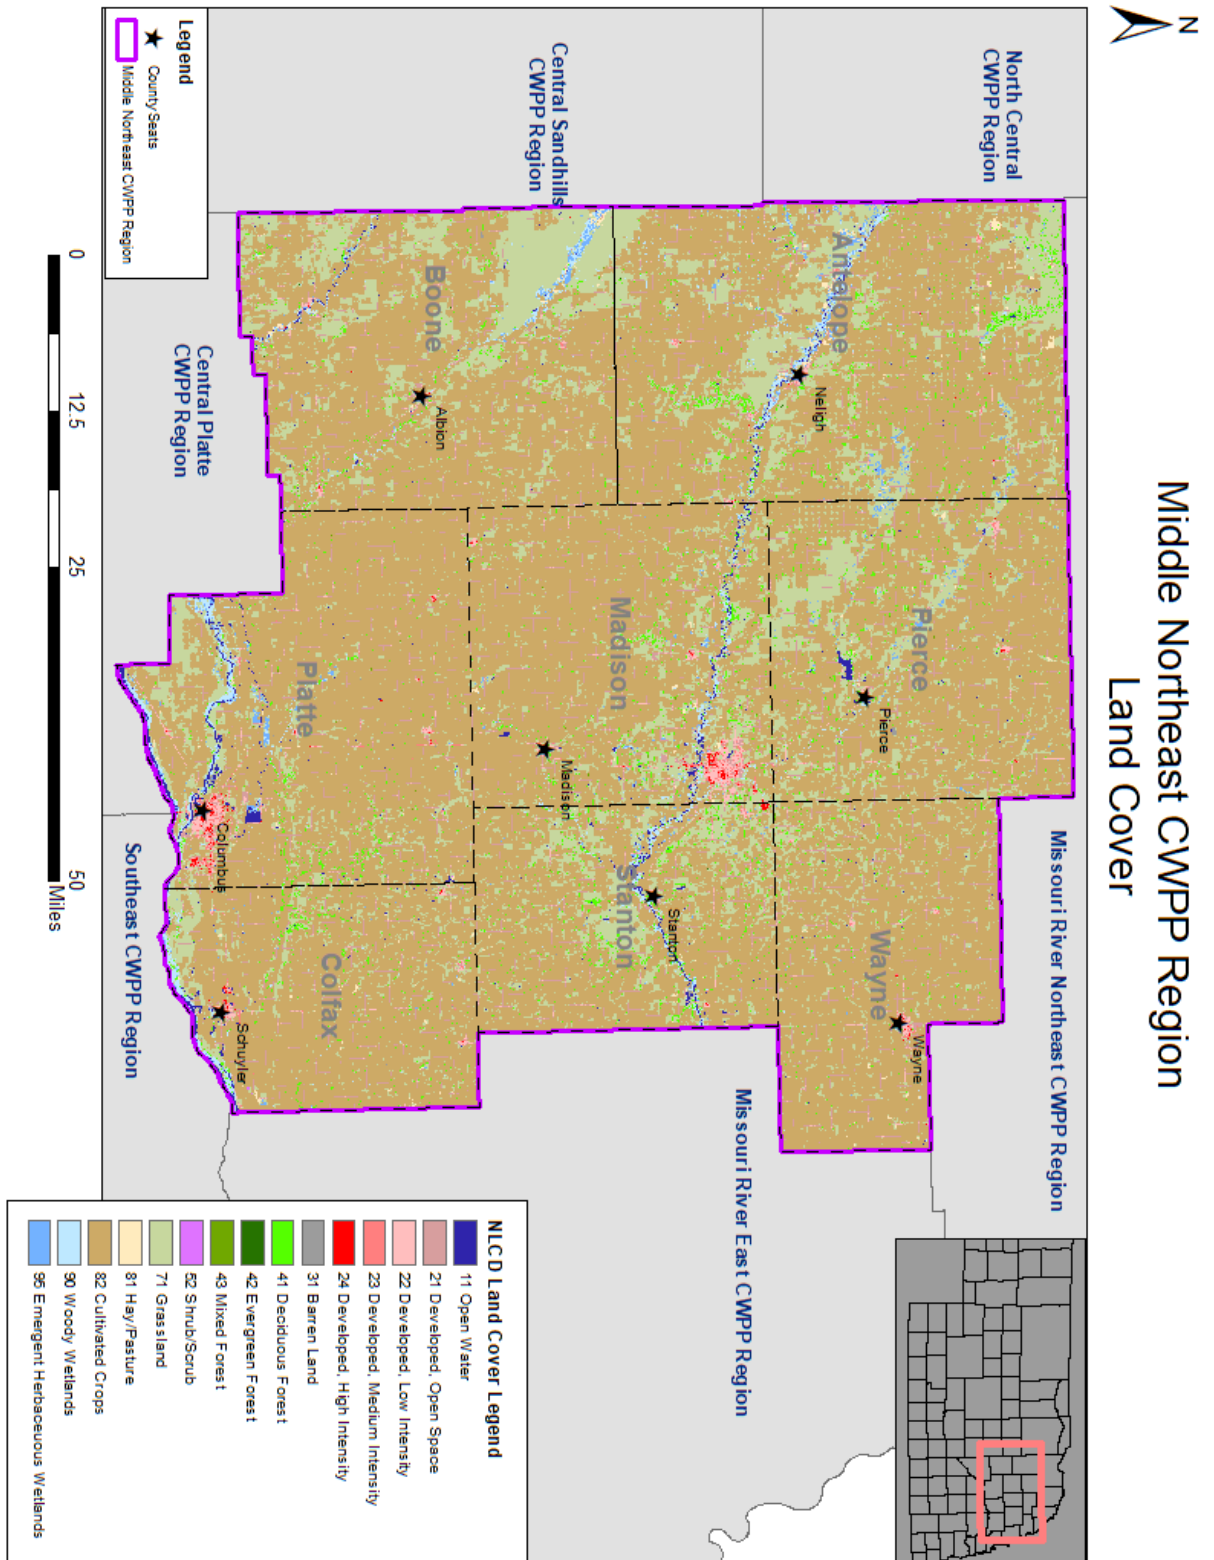 Middle Northeast CWPP Region
Land Cover
N
North Central
CWPP Region
Missouri River Northeast CWPP Region
Central Sandhills
CWPP Region
Missouri River East CWPP Region
Central Platte
CWPP Region
Southeast CWPP Region
Antelope
Neligh
Pierce
Pierce
Wayne
Wayne
Boone
Albion
Madison
Madison
Stanton
Stanton
Platte
Columbus
Colfax
Schuyler
Legend
County Seats
Middle Northeast CWPP Region
0
12.5
25
50
Miles
NLCD Land Cover Legend
11 Open Water
21 Developed, Open Space
22 Developed, Low Intensity
23 Developed, Medium Intensity
24 Developed, High Intensity
31 Barren Land
41 Deciduous Forest
42 Evergreen Forest
43 Mixed Forest
52 Shrub/Scrub
71 Grassland
81 Hay/Pasture
82 Cultivated Crops
90 Woody Wetlands
95 Emergent Herbaceuous Wetlands